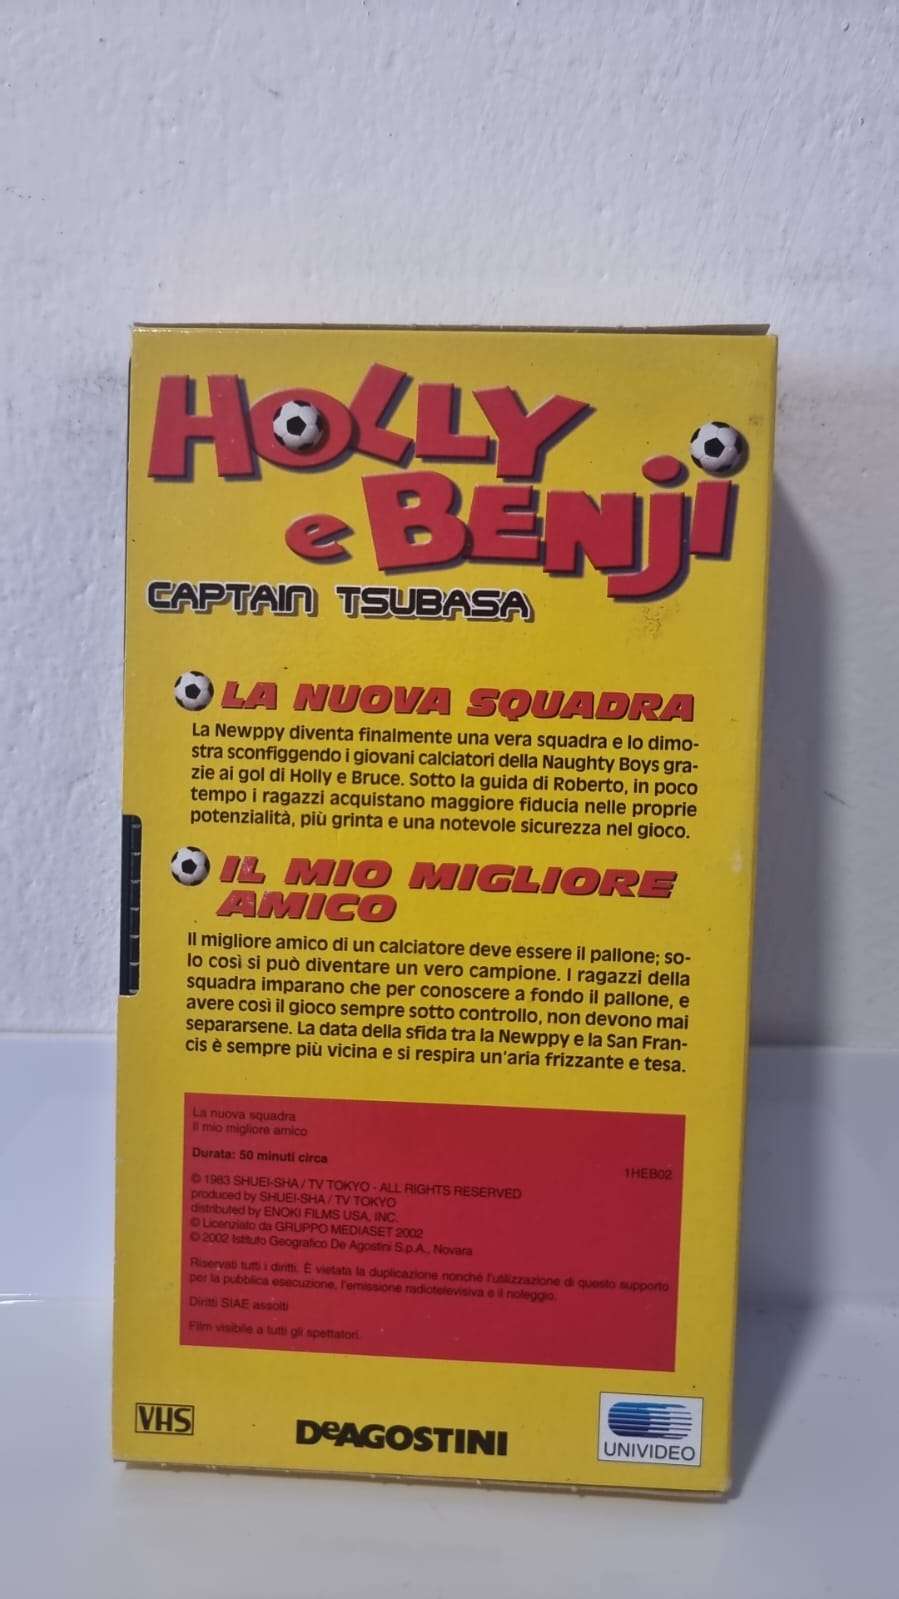 HOLLY
e BENJI
CAPTAIN TSUBASA
LA NUOVA SQUADRA
La Newppy diventa finalmente una vera squadra e lo dimo-
stra sconfiggendo i giovani calciatori della Naughty Boys gra-
zie ai gol di Holly e Bruce. Sotto la guida di Roberto, in poco
tempo i ragazzi acquistano maggiore fiducia nelle proprie
potenzialità, più grinta e una notevole sicurezza nel gioco.
IL MIO MIGLIORE
AMICO
Il migliore amico di un calciatore deve essere il pallone; so-
lo così si può diventare un vero campione. I ragazzi della
squadra imparano che per conoscere a fondo il pallone, e
avere così il gioco sempre sotto controllo, non devono mai
separarsene. La data della sfida tra la Newppy e la San Fran-
cis è sempre più vicina e si respira un'aria frizzante e tesa.
La nuova squadra
Il mio migliore amico
Durata: 50 minuti circa
1HEB02
© 1983 SHUEI-SHA / TV TOKYO - ALL RIGHTS RESERVED
produced by SHUEI-SHA / TV TOKYO
distributed by ENOKI FILMS USA, INC.
© Licenziato da GRUPPO MEDIASET 2002
© 2002 Istituto Geografico De Agostini S.p.A., Novara
Riservati tutti i diritti. È vietata la duplicazione nonché l'utilizzazione di questo supporto
per la pubblica esecuzione, l'emissione radiotelevisiva e il noleggio.
Diritti SIAE assolti
Film visibile a tutti gli spettatori.
VHS
DeAGOSTINI
UNIVIDEO